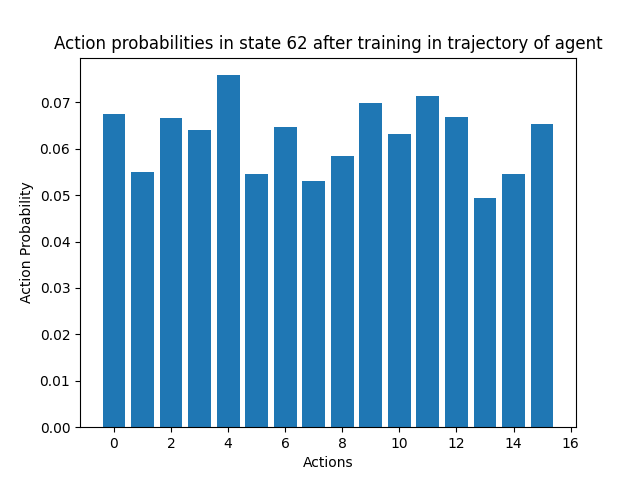 Action probabilities in state 62 after training in trajectory of agent
0.07
0.06
0.05
0.04
0.03
0.02
0.01
0.00
Action Probability
0 2 4 6 8 10 12 14 16
Actions